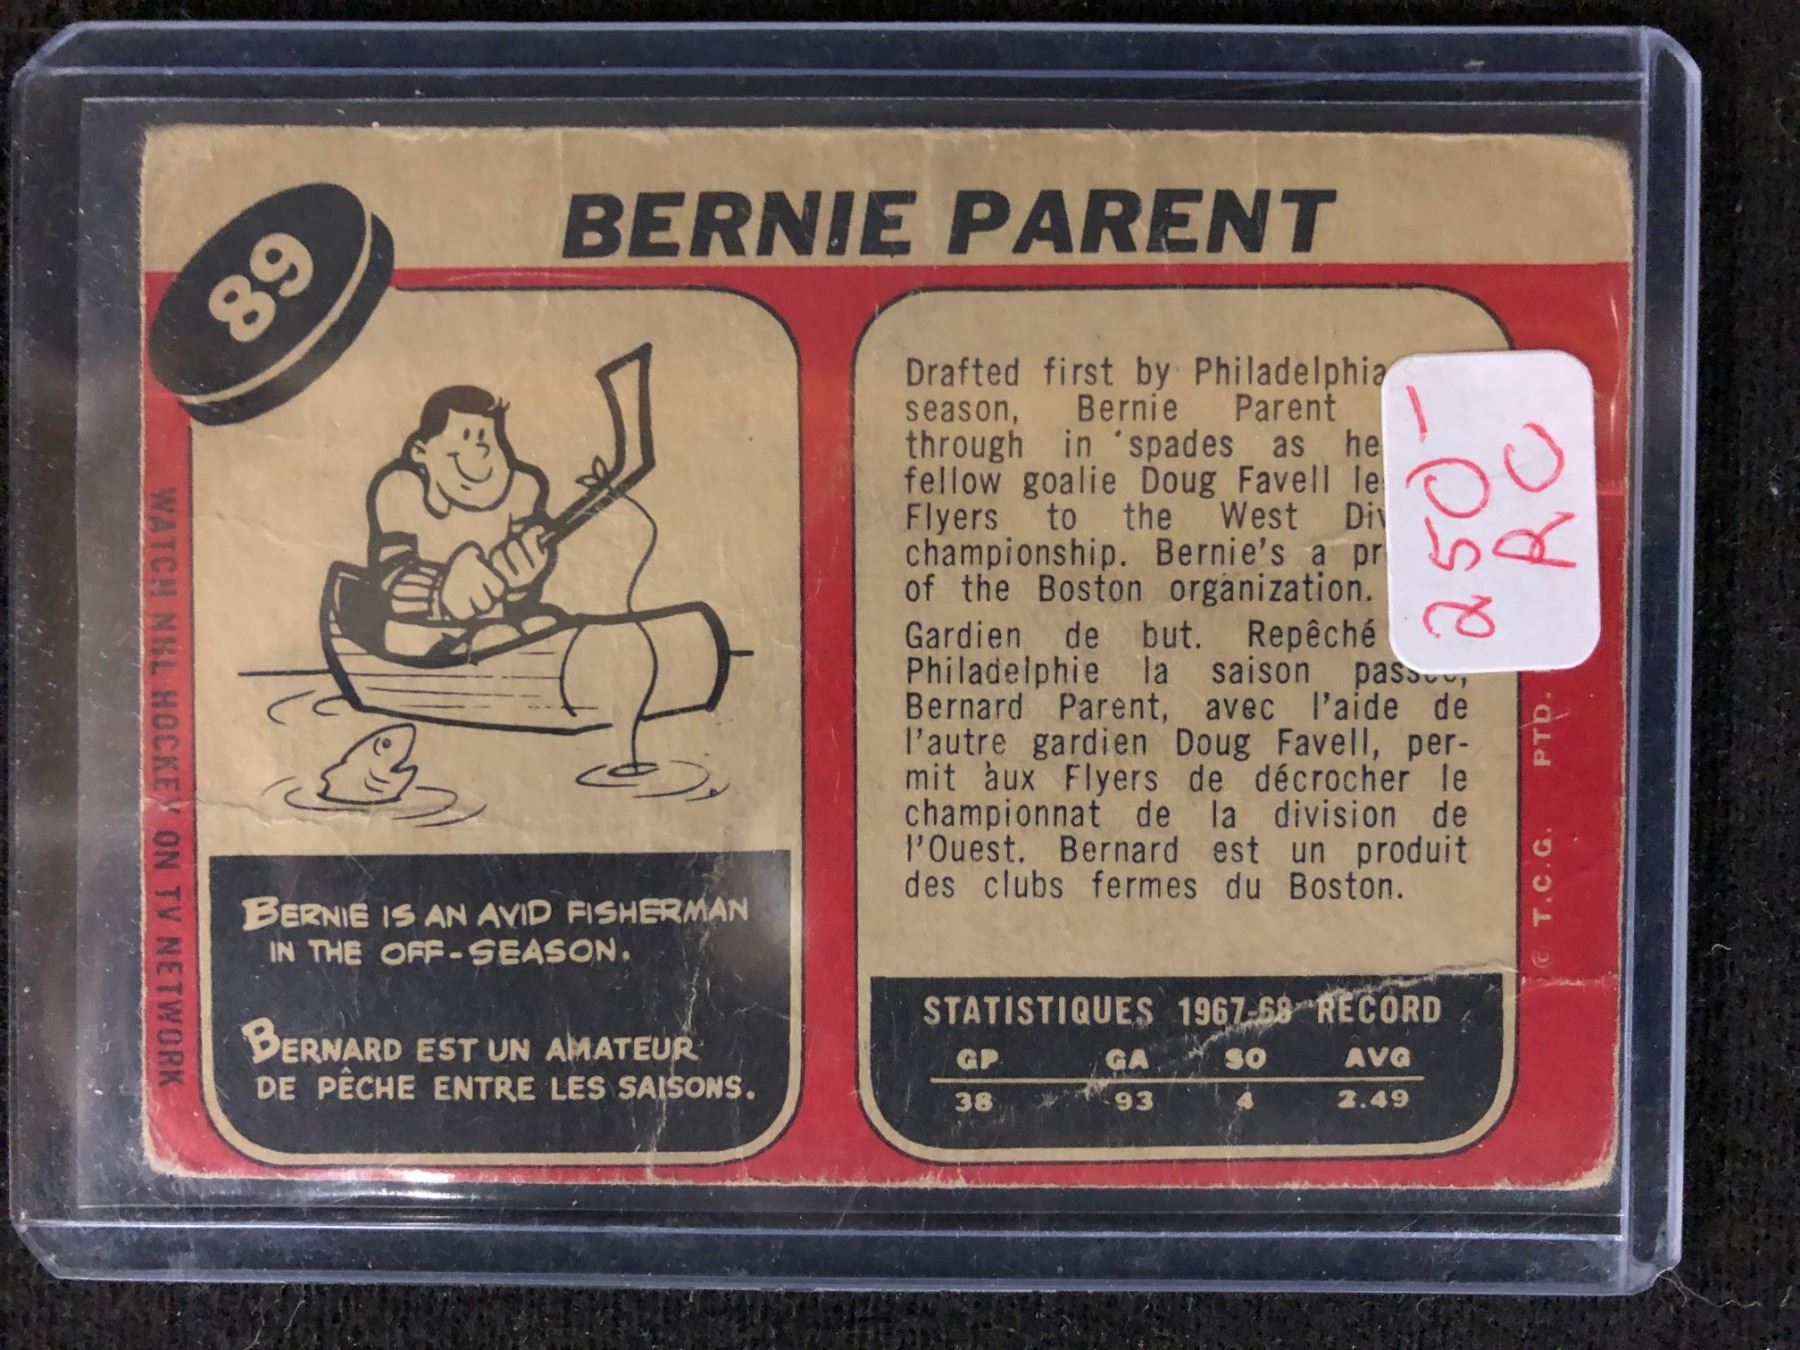 89
BERNIE PARENT
WATCH NHL HOCKEY ON TV NETWORK
BERNIE IS AN AVID FISHERMAN
IN THE OFF-SEASON.
BERNARD EST UN AMATEUR
DE PÊCHE ENTRE LES SAISONS.
Drafted first by Philadelphia
season, Bernie Parent
through in spades as he
fellow goalie Doug Favell
Flyers to the West
championship. Bernie's a
of the Boston organization.
Gardien de but. Repêché
Philadelphie la saison
Bernard Parent, avec l'aide de
l'autre gardien Doug Favell, per-
mit aux Flyers de décrocher le
championnat de la division de
l'Ouest. Bernard est un produit
des clubs fermes du Boston.
STATISTIQUES 1967-68 RECORD
GP GA SO AVG
38 93 4 2.49
© T.C.G. PTD.
250-
RC